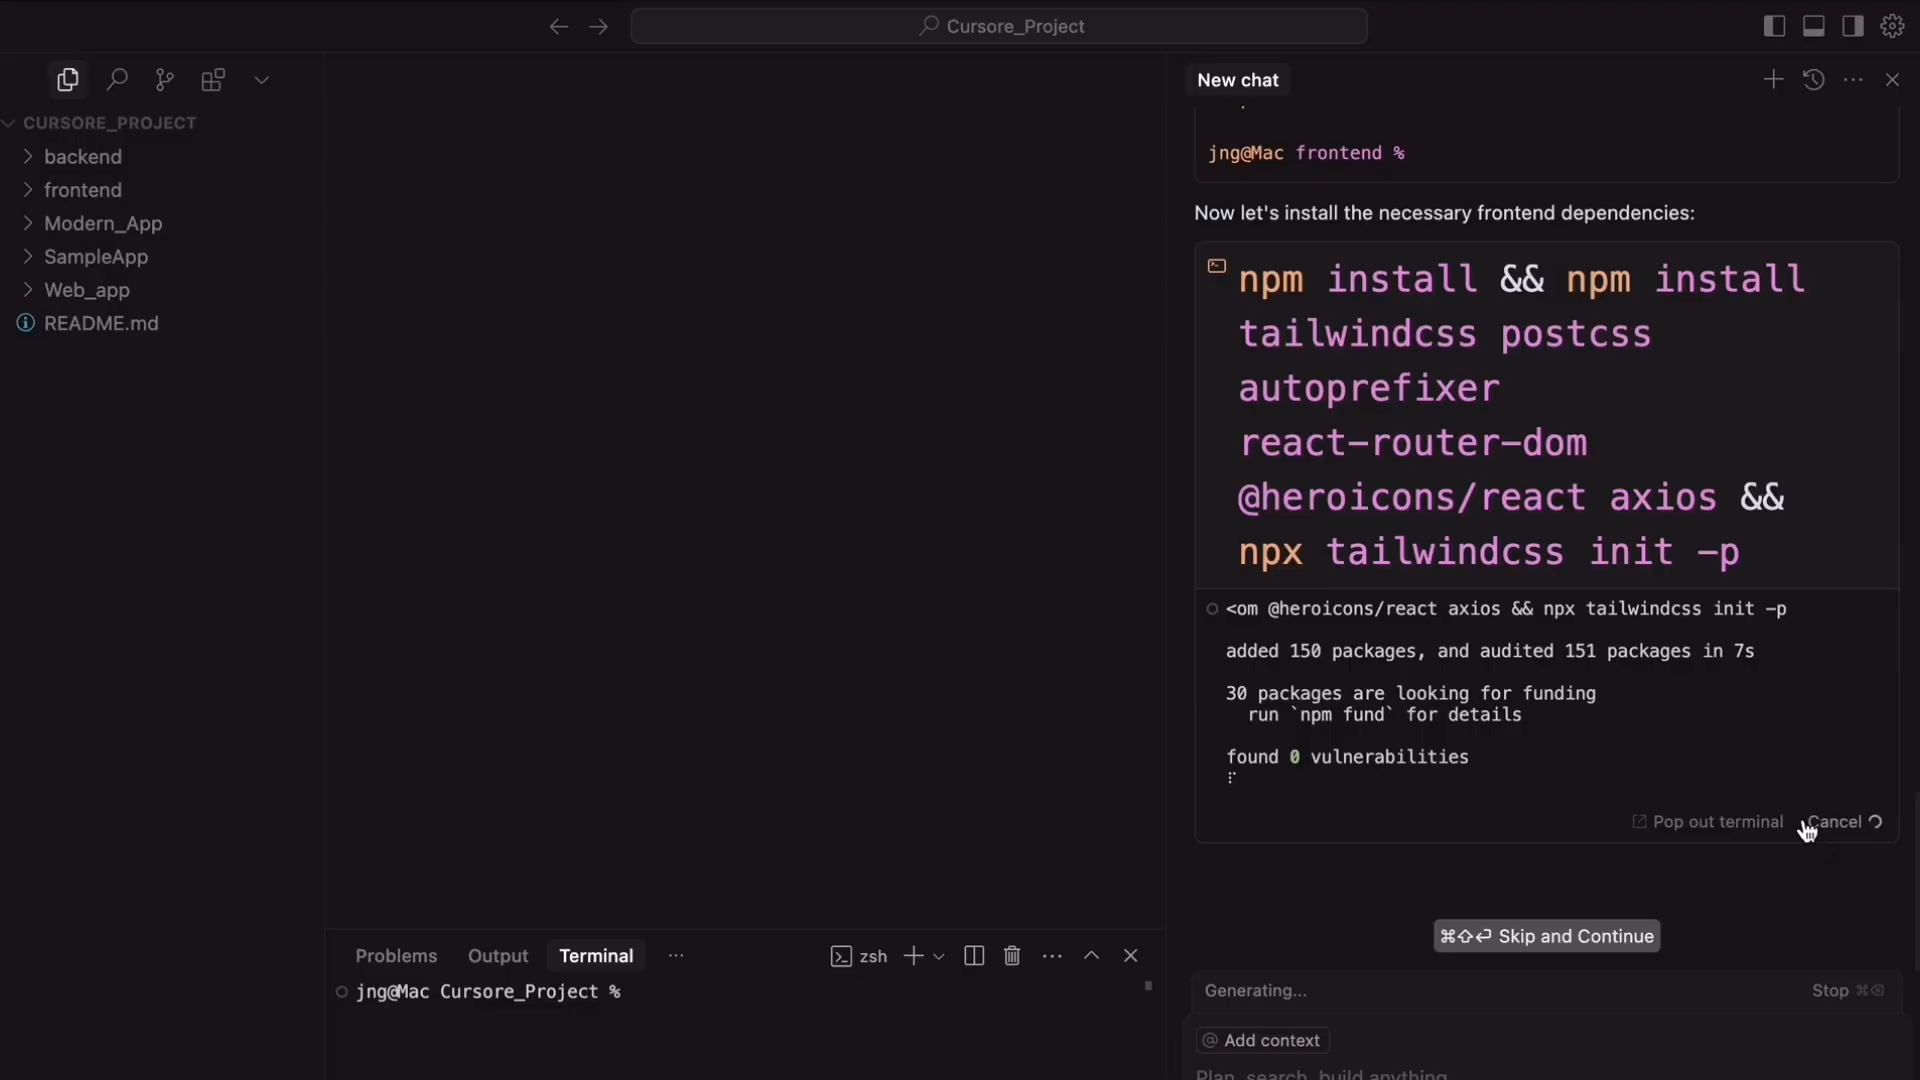 Cursore_Project
CURSORE_PROJECT
backend
frontend
Modern_App
SampleApp
Web_app
README.md
New chat
jng@Mac frontend %
Now let's install the necessary frontend dependencies:
npm install && npm install
tailwindcss postcss
autoprefixer
react-router-dom
@heroicons/react axios &&
npx tailwindcss init -p
<om @heroicons/react axios && npx tailwindcss init -p
added 150 packages, and audited 151 packages in 7s
30 packages are looking for funding
run `npm fund` for details
found 0 vulnerabilities
Pop out terminal Cancel
⌘⇧⏎ Skip and Continue
Generating... Stop ⌘⌫
@ Add context
Plan, search, build anything
Problems Output Terminal ··· zsh
jng@Mac Cursore_Project %